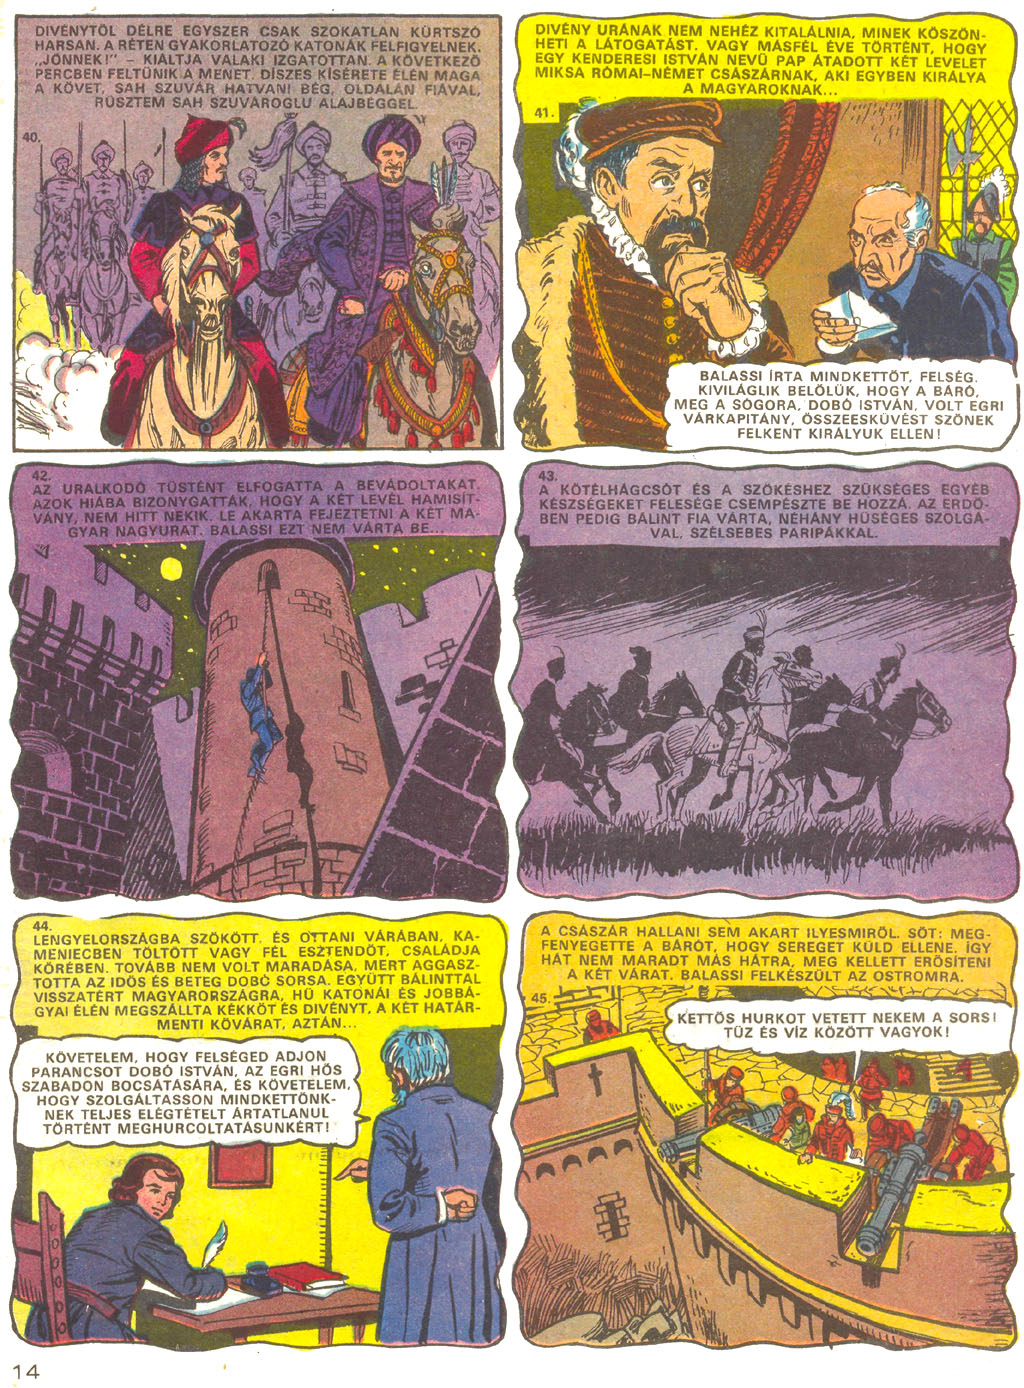 DIVÉNYTŐL DÉLRE EGYSZER CSAK SZOKATLAN KÜRTSZÓ
HARSAN. A RÉTEN GYAKORLATOZÓ KATONÁK FELFIGYELNEK.
"JÖNNEK!" – KIÁLTJA VALAKI IZGATOTTAN. A KÖVETKEZŐ
PERCBEN FELTŰNIK A MENET. DÍSZES KÍSÉRETE ÉLÉN MAGA
A KÖVET, SAH SZUVÁR HATVANI BÉG, OLDALÁN FIÁVAL,
RÜSZTEM SAH SZUVÁROGLU ALAJBÉGGEL.
40.
DIVÉNY URÁNAK NEM NEHÉZ KITALÁLNIA, MINEK KÖSZÖN-
HETI A LÁTOGATÁST. VAGY MÁSFÉL ÉVE TÖRTÉNT, HOGY
EGY KENDERESI ISTVÁN NEVŰ PAP ÁTADOTT KÉT LEVELET
MIKSA RÓMAI–NÉMET CSÁSZÁRNAK, AKI EGYBEN KIRÁLYA
A MAGYAROKNAK...
41.
BALASSI ÍRTA MINDKETTŐT, FELSÉG.
KIVILÁGLIK BELŐLÜK, HOGY A BÁRÓ,
MEG A SÓGORA, DOBÓ ISTVÁN, VOLT EGRI
VÁRKAPITÁNY, ÖSSZEESKÜVÉST SZŐNEK
FELKENT KIRÁLYUK ELLEN!
42.
AZ URALKODÓ TÜSTÉNT ELFOGATTA A BEVÁDOLTAKAT.
AZOK HIÁBA BIZONYGATTÁK, HOGY A KÉT LEVÉL HAMISÍT-
VÁNY, NEM HITT NEKIK. LE AKARTA FEJEZTETNI A KÉT MA-
GYAR NAGYURAT. BALASSI EZT NEM VÁRTA BE...
43.
A KÖTÉLHÁGCSÓT ÉS A SZÖKÉSHEZ SZÜKSÉGES EGYÉB
KÉSZSÉGEKET FELESÉGE CSEMPÉSZTE BE HOZZÁ. AZ ERDŐ-
BEN PEDIG BÁLINT FIA VÁRTA, NÉHÁNY HŰSÉGES SZOLGÁ-
VAL, SZÉLSEBES PARIPÁKKAL.
44.
LENGYELORSZÁGBA SZÖKÖTT. ÉS OTTANI VÁRÁBAN, KA-
MENIECBEN TÖLTÖTT VAGY FÉL ESZTENDŐT, CSALÁDJA
KÖRÉBEN. TOVÁBB NEM VOLT MARADÁSA, MERT AGGASZ-
TOTTA AZ IDŐS ÉS BETEG DOBÓ SORSA. EGYÜTT BÁLINTTAL
VISSZATÉRT MAGYARORSZÁGRA, HŰ KATONÁI ÉS JOBBÁ-
GYAI ÉLÉN MEGSZÁLLTA KÉKKŐT ÉS DIVÉNYT, A KÉT HATÁR-
MENTI KŐVÁRAT, AZTÁN...
KÖVETELEM, HOGY FELSÉGED ADJON
PARANCSOT DOBÓ ISTVÁN, AZ EGRI HŐS
SZABADON BOCSÁTÁSÁRA, ÉS KÖVETELEM,
HOGY SZOLGÁLTASSON MINDKETTŐNK-
NEK TELJES ELÉGTÉTELT ÁRTATLANUL
TÖRTÉNT MEGHURCOLTATÁSUNKÉRT!
A CSÁSZÁR HALLANI SEM AKART ILYESMIRŐL. SŐT: MEG-
FENYEGETTE A BÁRÓT, HOGY SEREGET KÜLD ELLENE. ÍGY
HÁT NEM MARADT MÁS HÁTRA, MEG KELLETT ERŐSÍTENI
A KÉT VÁRAT. BALASSI FELKÉSZÜLT AZ OSTROMRA.
45.
KETTŐS HURKOT VETETT NEKEM A SORS!
TŰZ ÉS VÍZ KÖZÖTT VAGYOK!
14